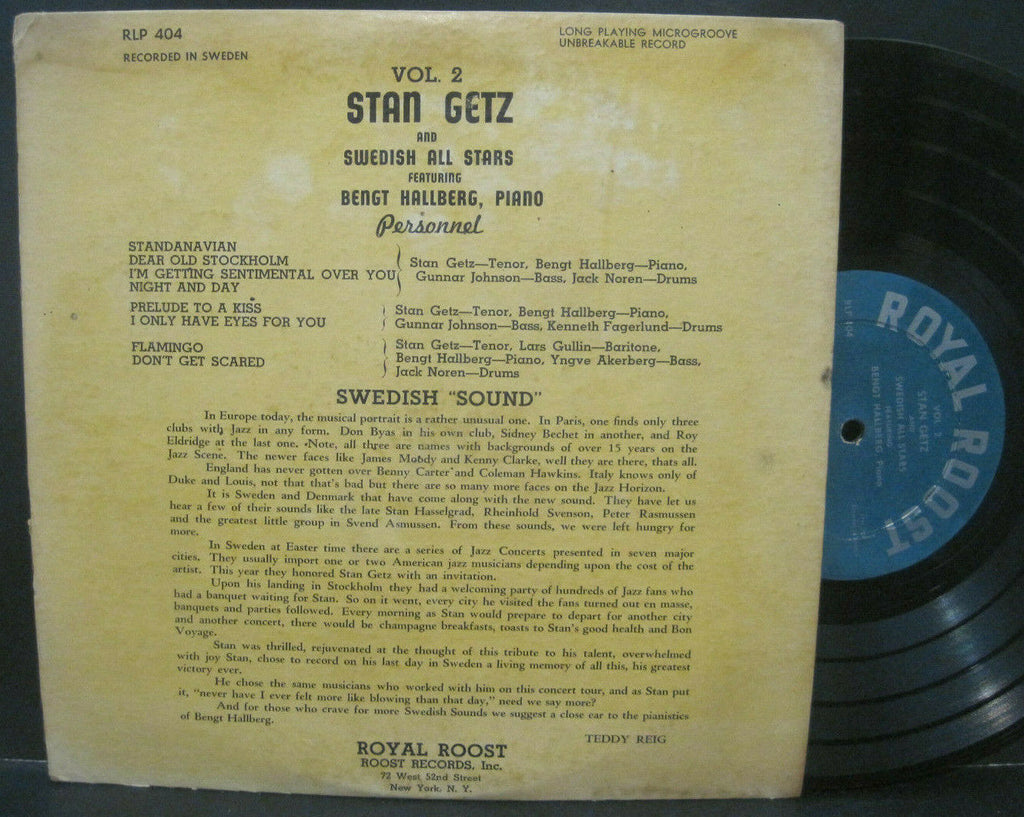 RLP 404
RECORDED IN SWEDEN
LONG PLAYING MICROGROOVE
UNBREAKABLE RECORD
VOL. 2
STAN GETZ
AND
SWEDISH ALL STARS
FEATURING
BENGT HALLBERG, PIANO
Personnel
STANDANAVIAN
DEAR OLD STOCKHOLM
I'M GETTING SENTIMENTAL OVER YOU
NIGHT AND DAY
Stan Getz—Tenor, Bengt Hallberg—Piano,
Gunnar Johnson—Bass, Jack Noren—Drums
PRELUDE TO A KISS
I ONLY HAVE EYES FOR YOU
Stan Getz—Tenor, Bengt Hallberg—Piano,
Gunnar Johnson—Bass, Kenneth Fagerlund—Drums
FLAMINGO
DON'T GET SCARED
Stan Getz—Tenor, Lars Gullin—Baritone,
Bengt Hallberg—Piano, Yngve Akerberg—Bass,
Jack Noren—Drums
SWEDISH "SOUND"
In Europe today, the musical portrait is a rather unusual one. In Paris, one finds only three
clubs with Jazz in any form. Don Byas in his own club, Sidney Bechet in another, and Roy
Eldridge at the last one. Note, all three are names with backgrounds of over 15 years on the
Jazz Scene. The newer faces like James Moody and Kenny Clarke, well they are there, thats all.
England has never gotten over Benny Carter and Coleman Hawkins. Italy knows only of
Duke and Louis, not that that's bad but there are so many more faces on the Jazz Horizon.
It is Sweden and Denmark that have come along with the new sound. They have let us
hear a few of their sounds like the late Stan Hasselgrad, Rheinhold Svenson, Peter Rasmussen
and the greatest little group in Svend Asmussen. From these sounds, we were left hungry for
more.
In Sweden at Easter time there are a series of Jazz Concerts presented in seven major
cities. They usually import one or two American jazz musicians depending upon the cost of the
artist. This year they honored Stan Getz with an invitation.
Upon his landing in Stockholm they had a welcoming party of hundreds of Jazz fans who
had a banquet waiting for Stan. So on it went, every city he visited the fans turned out en masse,
banquets and parties followed. Every morning as Stan would prepare to depart for another city
and another concert, there would be champagne breakfasts, toasts to Stan's good health and Bon
Voyage.
Stan was thrilled, rejuvenated at the thought of this tribute to his talent, overwhelmed
with joy Stan, chose to record on his last day in Sweden a living memory of all this, his greatest
victory ever.
He chose the same musicians who worked with him on this concert tour, and as Stan put
it, "never have I ever felt more like blowing than that day," need we say more?
And for those who crave for more Swedish Sounds we suggest a close ear to the pianistics
of Bengt Hallberg.
TEDDY REIG
ROYAL ROOST
ROOST RECORDS, Inc.
72 West 52nd Street
New York, N. Y.
ROYAL ROOST
RLP 404
VOL. 2
STAN GETZ
AND
SWEDISH ALL STARS
FEATURING
BENGT HALLBERG, Piano